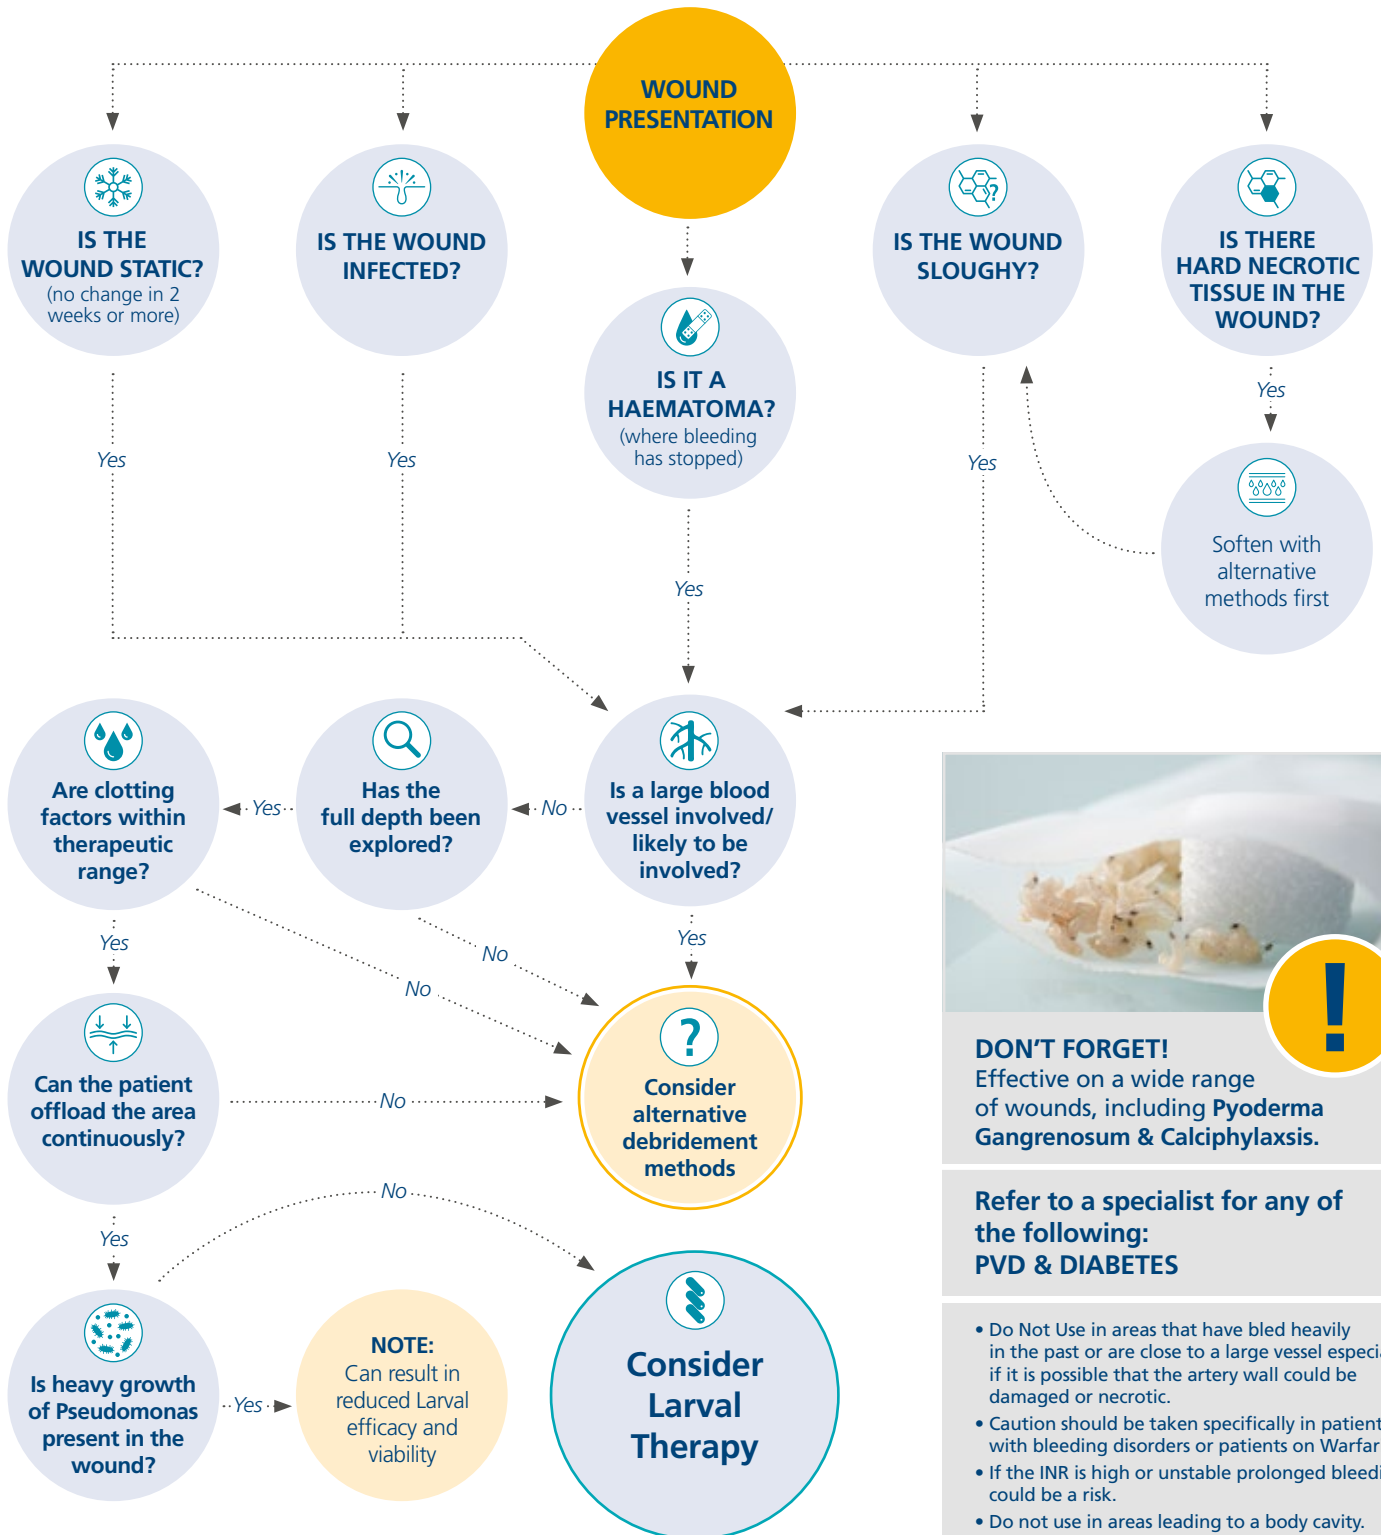 WOUND
PRESENTATION
IS THE
WOUND STATIC?
(no change in 2
weeks or more)
IS THE WOUND
INFECTED?
IS IT A
HAEMATOMA?
(where bleeding
has stopped)
IS THE WOUND
SLOUGHY?
?
IS THERE
HARD NECROTIC
TISSUE IN THE
WOUND?
Yes
Yes
Yes
Yes
Yes
Soften with
alternative
methods first
Are clotting
factors within
therapeutic
range?
Yes
Has the
full depth been
explored?
No
Is a large blood
vessel involved/
likely to be
involved?
Yes
No
No
Yes
Can the patient
offload the area
continuously?
No
?
Consider
alternative
debridement
methods
Yes
No
Is heavy growth
of Pseudomonas
present in the
wound?
Yes
NOTE:
Can result in
reduced Larval
efficacy and
viability
Consider
Larval
Therapy
!
DON'T FORGET!
Effective on a wide range
of wounds, including Pyoderma
Gangrenosum & Calciphylaxsis.
Refer to a specialist for any of
the following:
PVD & DIABETES
• Do Not Use in areas that have bled heavily
in the past or are close to a large vessel
if it is possible that the artery wall could be
damaged or necrotic.
• Caution should be taken specifically in
with bleeding disorders or patients on
• If the INR is high or unstable prolonged
could be a risk.
• Do not use in areas leading to a body cavity.